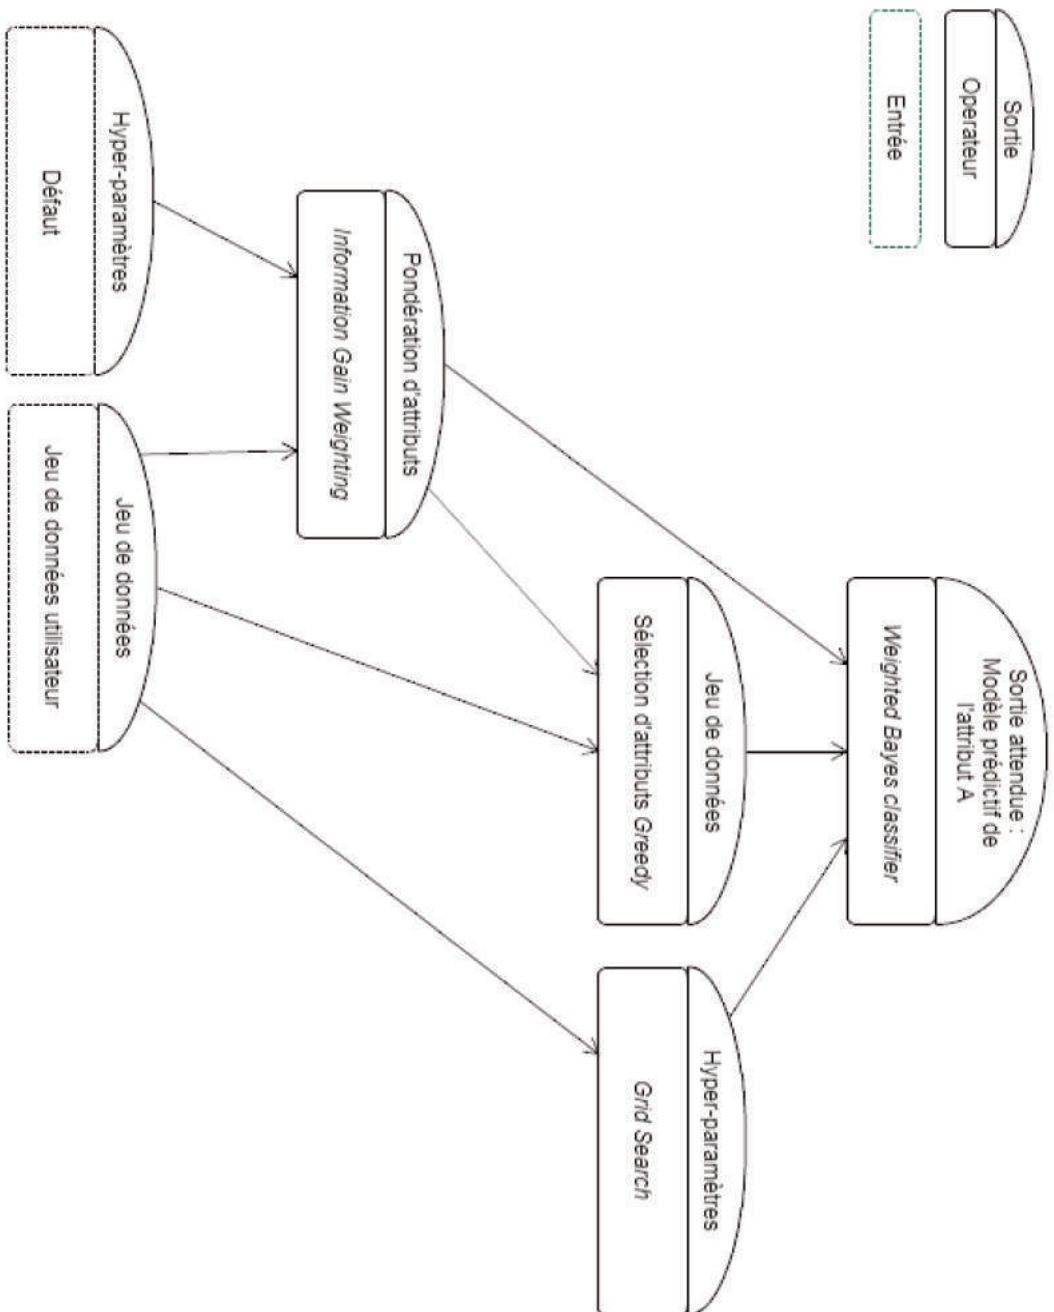 Sortie
Operateur
Entrée
Sortie attendue :
Modèle prédictif de
l'attribut A
Weighted Bayes classifier
Jeu de données
Sélection d'attributs Greedy
Hyper-paramètres
Grid Search
Pondération d'attributs
Information Gain Weighting
Hyper-paramètres
Défaut
Jeu de données
Jeu de données utilisateur